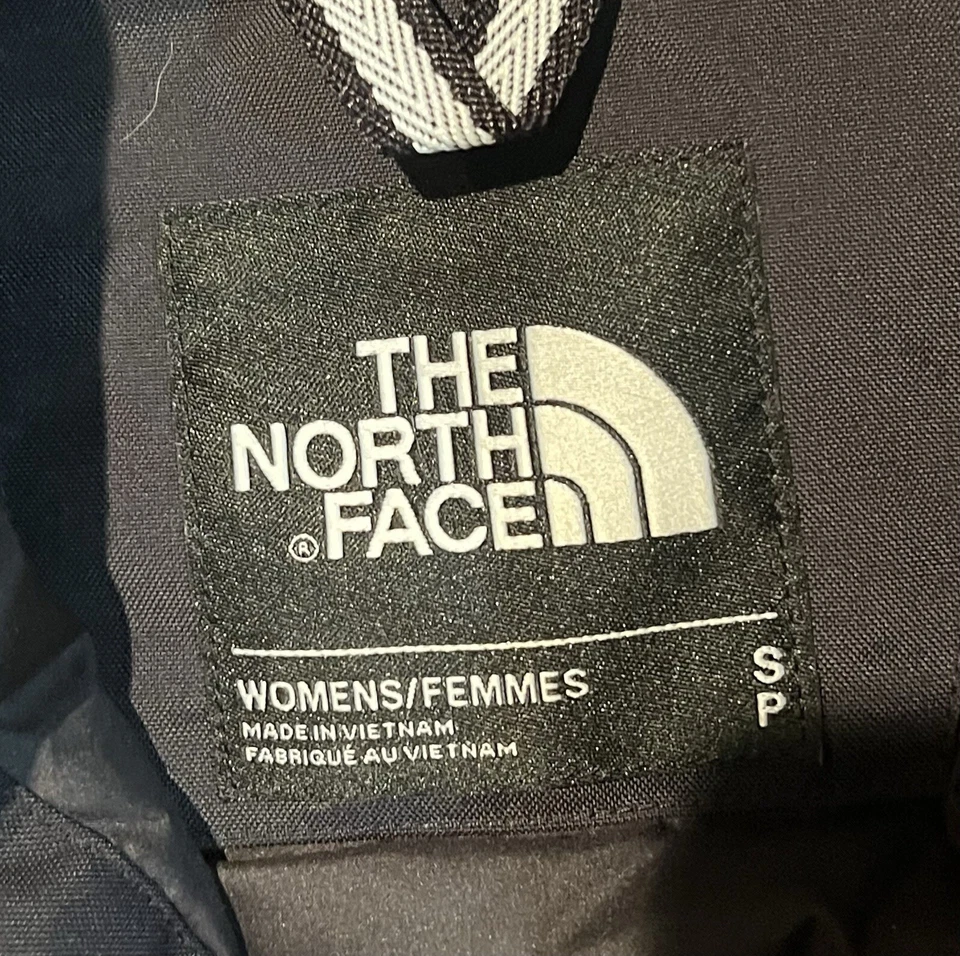 THE
NORTH
®FACE
WOMENS/FEMMES
MADE IN VIETNAM
FABRIQUÉ AU VIETNAM
S
P